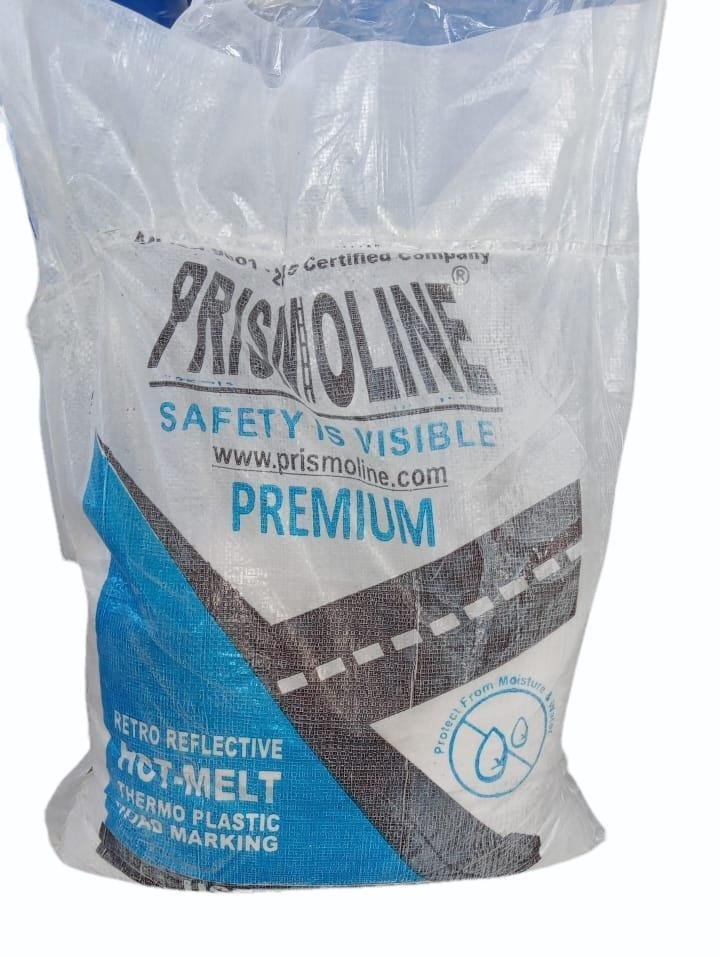 Certified Company
PRISMOLINE®
SAFETY IS VISIBLE
www.prismoline.com
PREMIUM
Protect From Moisture & Water
RETRO REFLECTIVE
HOT-MELT
THERMO PLASTIC
ROAD MARKING